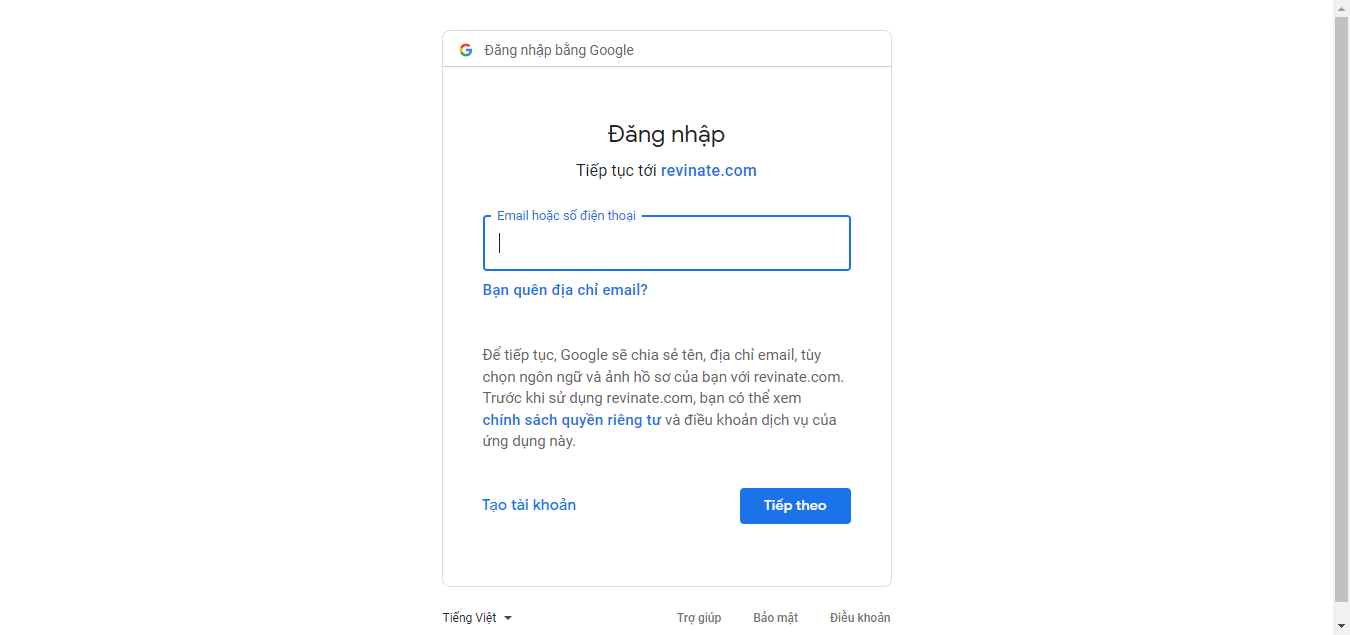 Đăng nhập bằng Google
Đăng nhập
Tiếp tục tới revinate.com
Email hoặc số điện thoại
Bạn quên địa chỉ email?
Để tiếp tục, Google sẽ chia sẻ tên, địa chỉ email, tùy
chọn ngôn ngữ và ảnh hồ sơ của bạn với revinate.com.
Trước khi sử dụng revinate.com, bạn có thể xem
chính sách quyền riêng tư và điều khoản dịch vụ của
ứng dụng này.
Tạo tài khoản Tiếp theo
Tiếng Việt Trợ giúp Bảo mật Điều khoản